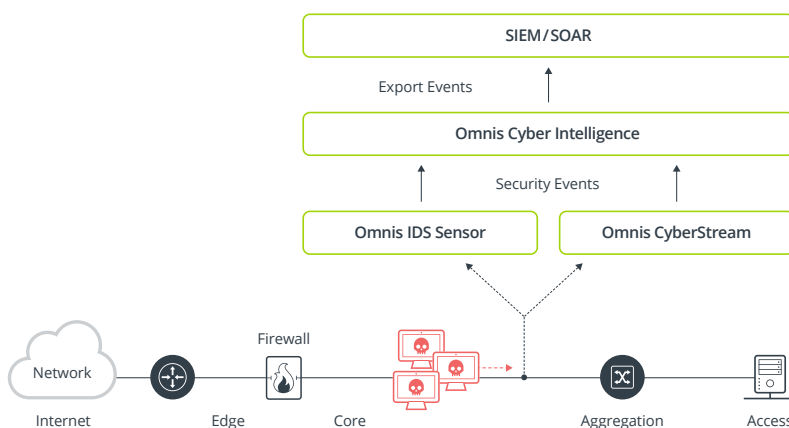 SIEM/SOAR
Export Events
Omnis Cyber Intelligence
Security Events
Omnis IDS Sensor
Omnis CyberStream
Firewall
Network
Internet
Edge
Core
Aggregation
Access